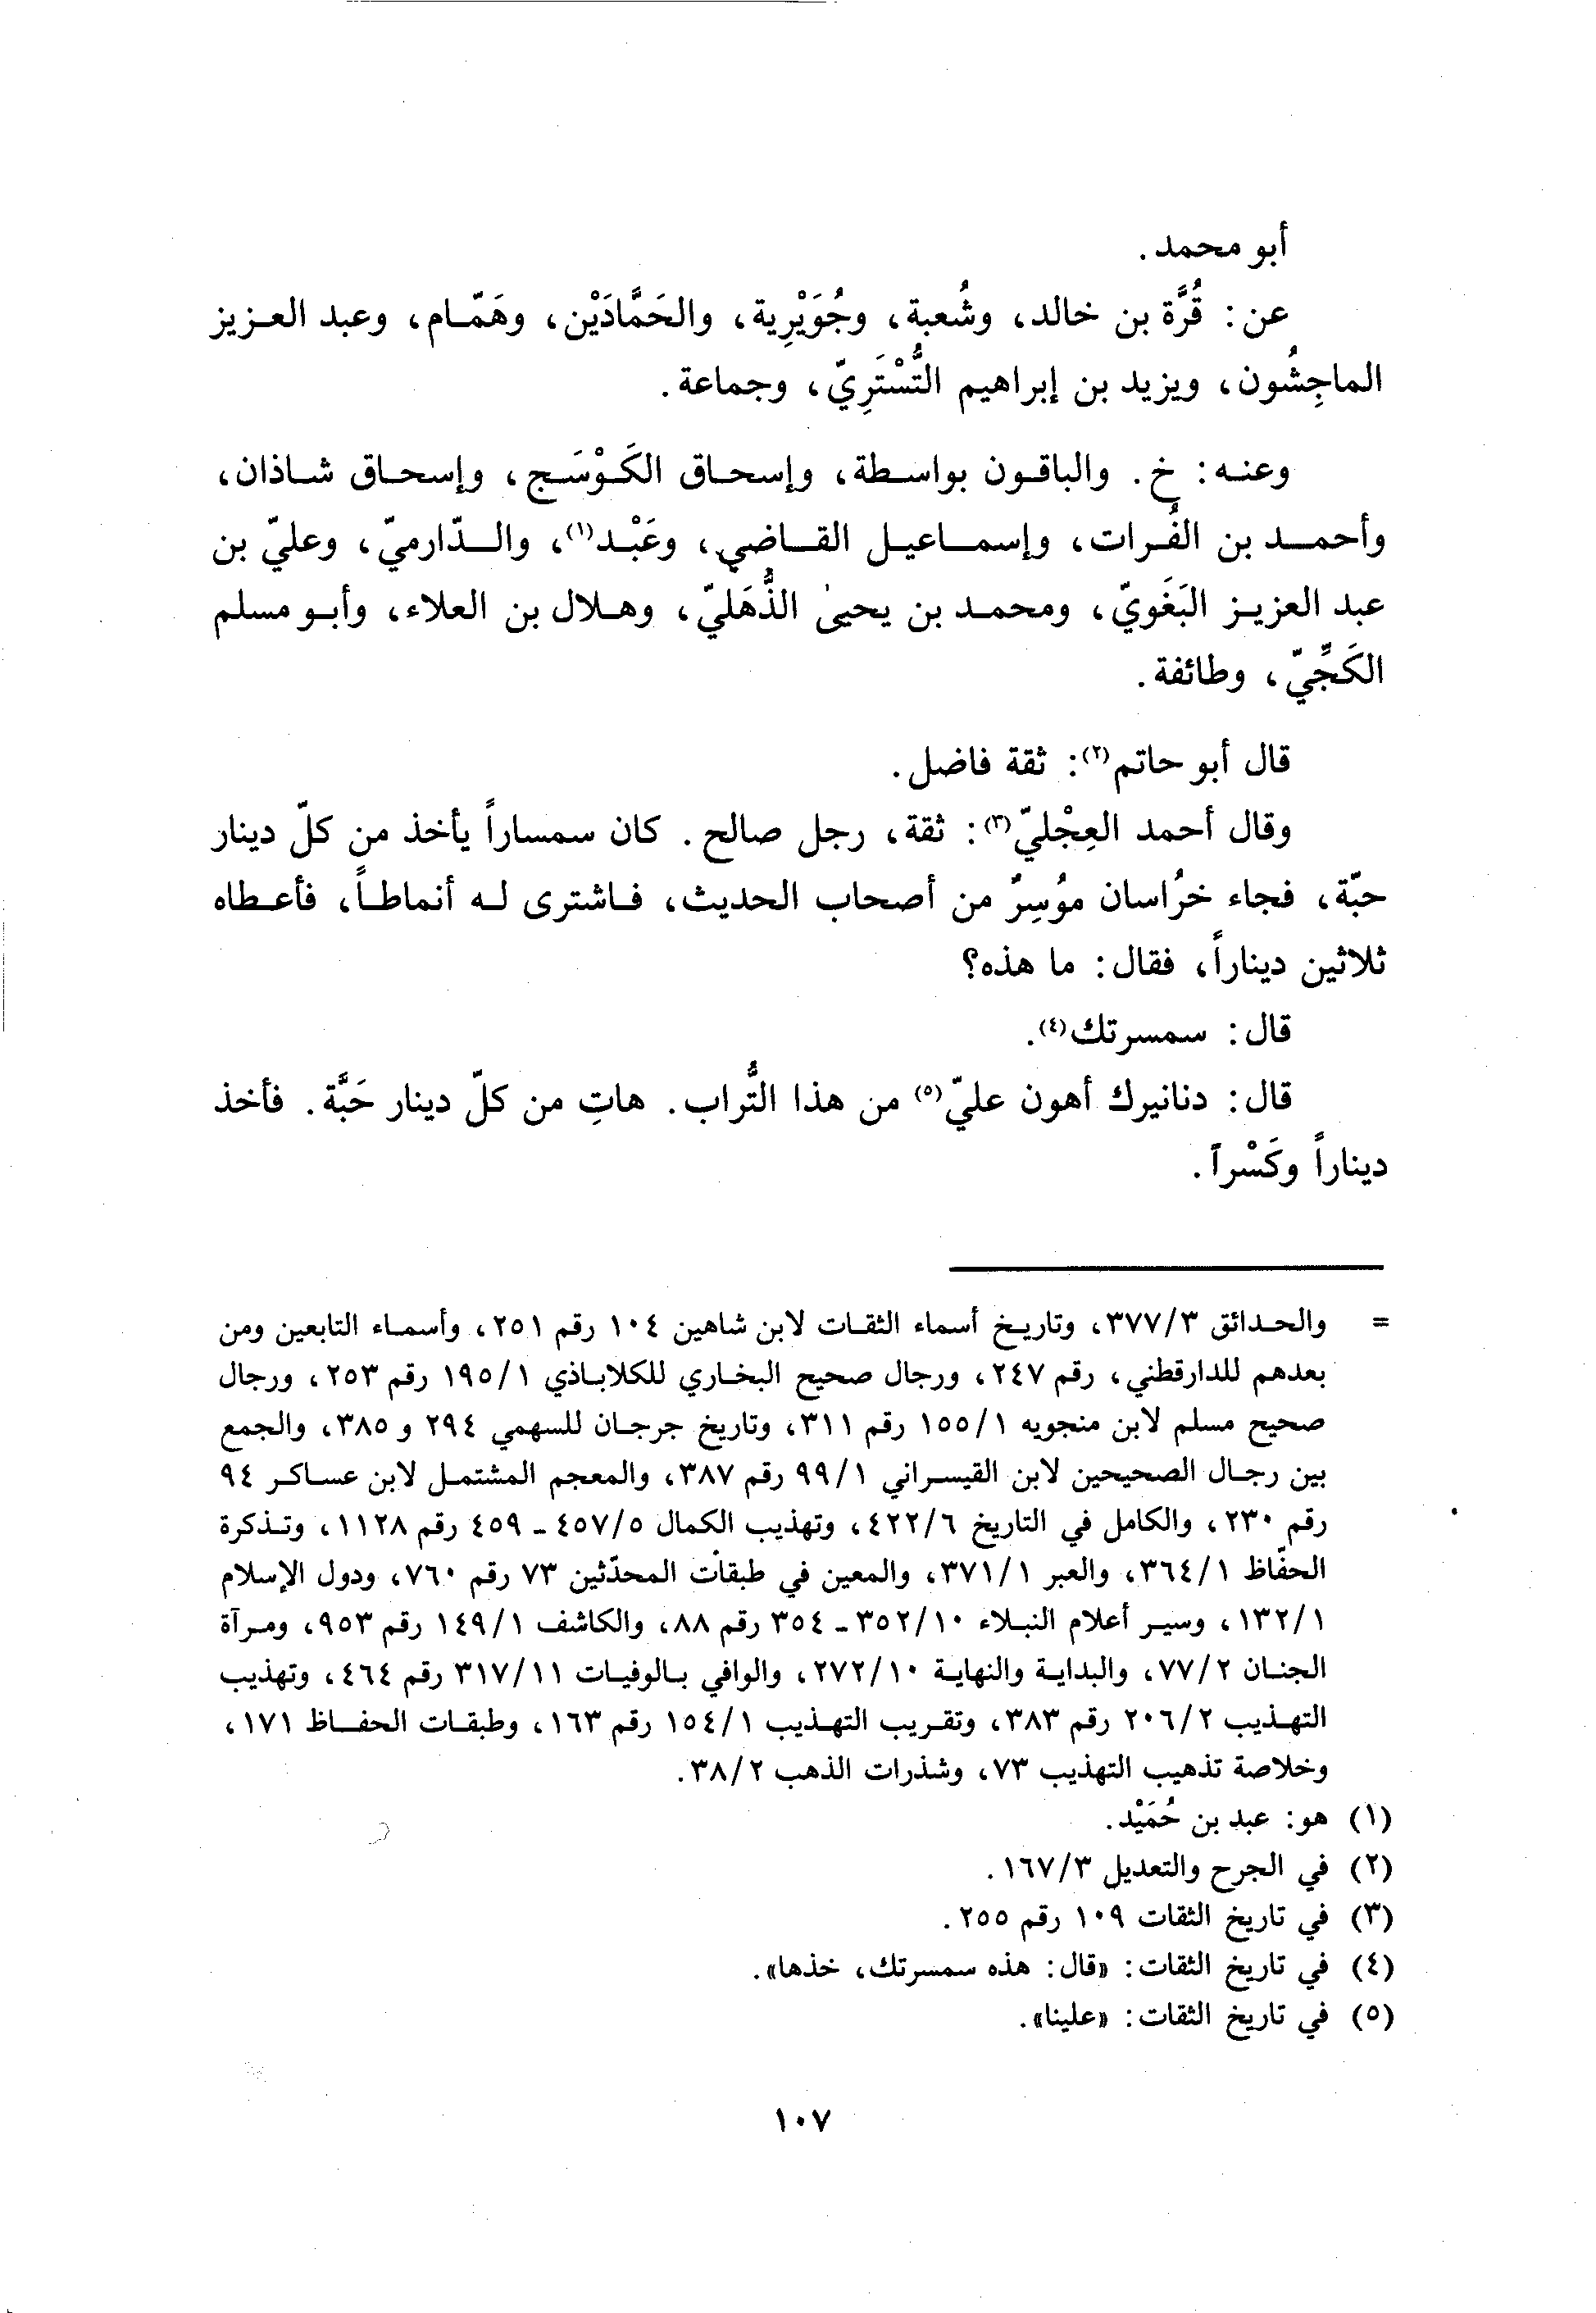 أبو محمد.
عن: قُرَّة بن خالد، وشُعبة، وجُوَيْرِية، والحَمَّادَيْن، وهَمّام، وعبد العزيز
الماجِشُون، ويزيد بن إبراهيم التُّسْتَرِيّ، وجماعة.
وعنه: خ. والباقون بواسطة، وإسحاق الكَوْسَج، وإسحاق شاذان،
وأحمد بن الفُرات، وإسماعيل القاضي، وعَبْد(١)، والدّارميّ، وعليّ بن
عبد العزيز البَغَويّ، ومحمد بن يحيىٰ الذُّهَليّ، وهلال بن العلاء، وأبو مسلم
الكَجِّيّ، وطائفة.
قال أبو حاتم(٢): ثقة فاضل.
وقال أحمد العِجْليّ(٣): ثقة، رجل صالح. كان سمساراً يأخذ من كلّ دينار
حبّة، فجاء خرُاسان موُسِرٌ من أصحاب الحديث، فاشترى له أنماطاً، فأعطاه
ثلاثين ديناراً، فقال: ما هذه؟
قال: سمسرتك(٤).
قال: دنانيرك أهون عليّ(٥) من هذا التُّراب. هاتِ من كلّ دينار حَبَّة. فأخذ
ديناراً وكَسْراً.
= والحدائق ٣٧٧/٣، وتاريخ أسماء الثقات لابن شاهين ١٠٤ رقم ٢٥١، وأسماء التابعين ومن
بعدهم للدارقطني، رقم ٢٤٧، ورجال صحيح البخاري للكلاباذي ١٩٥/١ رقم ٢٥٣، ورجال
صحيح مسلم لابن منجويه ١٥٥/١ رقم ٣١١، وتاريخ جرجان للسهمي ٢٩٤ و ٣٨٥، والجمع
بين رجال الصحيحين لابن القيسراني ٩٩/١ رقم ٣٨٧، والمعجم المشتمل لابن عساكر ٩٤
رقم ٢٣٠، والكامل في التاريخ ٤٢٢/٦، وتهذيب الكمال ٤٥٧/٥ - ٤٥٩ رقم ١١٢٨، وتذكرة
الحفّاظ ٣٦٤/١، والعبر ٣٧١/١، والمعين في طبقات المحدّثين ٧٣ رقم ٧٦٠، ودول الإسلام
١٣٢/١، وسير أعلام النبلاء ٣٥٢/١٠ - ٣٥٤ رقم ٨٨، والكاشف ١٤٩/١ رقم ٩٥٣، ومرآة
الجنان ٧٧/٢، والبداية والنهاية ٢٧٢/١٠، والوافي بالوفيات ٣١٧/١١ رقم ٤٦٤، وتهذيب
التهذيب ٢٠٦/٢ رقم ٣٨٣، وتقريب التهذيب ١٥٤/١ رقم ١٦٣، وطبقات الحفاظ ١٧١،
وخلاصة تذهيب التهذيب ٧٣، وشذرات الذهب ٣٨/٢.
(١) هو: عبد بن حُمَيْد.
(٢) في الجرح والتعديل ١٦٧/٣.
(٣) في تاريخ الثقات ١٠٩ رقم ٢٥٥.
(٤) في تاريخ الثقات: «قال: هذه سمسرتك، خذها».
(٥) في تاريخ الثقات: «علينا».
١٠٧